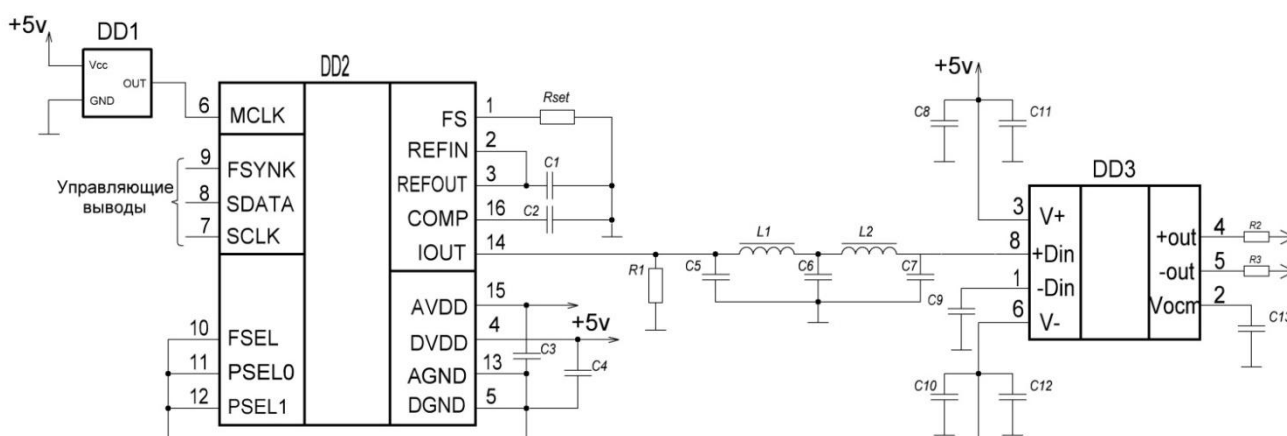 +5v
DD1
Vcc
OUT
GND
DD2
6
MCLK
9
FSYNK
8
SDATA
7
SCLK
Управляющие
выводы
10
FSEL
11
PSEL0
12
PSEL1
FS
1
Rset
REFIN
2
REFOUT
3
C1
COMP
16
C2
IOUT
14
AVDD
15
DVDD
4
+5v
AGND
13
C3
C4
DGND
5
R1
C5
L1
C6
L2
C7
+5v
C8
C11
DD3
3
V+
8
+Din
1
-Din
C9
6
V-
C10
C12
+out
4
R2
-out
5
R3
Vocm
2
C13